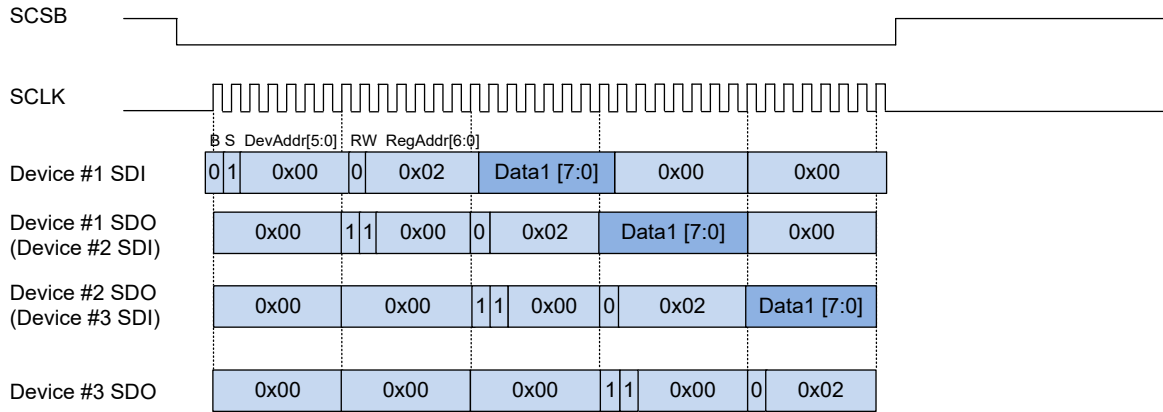 SCSB
SCLK
B S DevAddr[5:0] RW RegAddr[6:0]
Device #1 SDI 0 1 0x00 0 0x02 Data1 [7:0] 0x00 0x00
Device #1 SDO
(Device #2 SDI) 0x00 1 1 0x00 0 0x02 Data1 [7:0] 0x00
Device #2 SDO
(Device #3 SDI) 0x00 0x00 1 1 0x00 0 0x02 Data1 [7:0]
Device #3 SDO 0x00 0x00 0x00 1 1 0x00 0 0x02